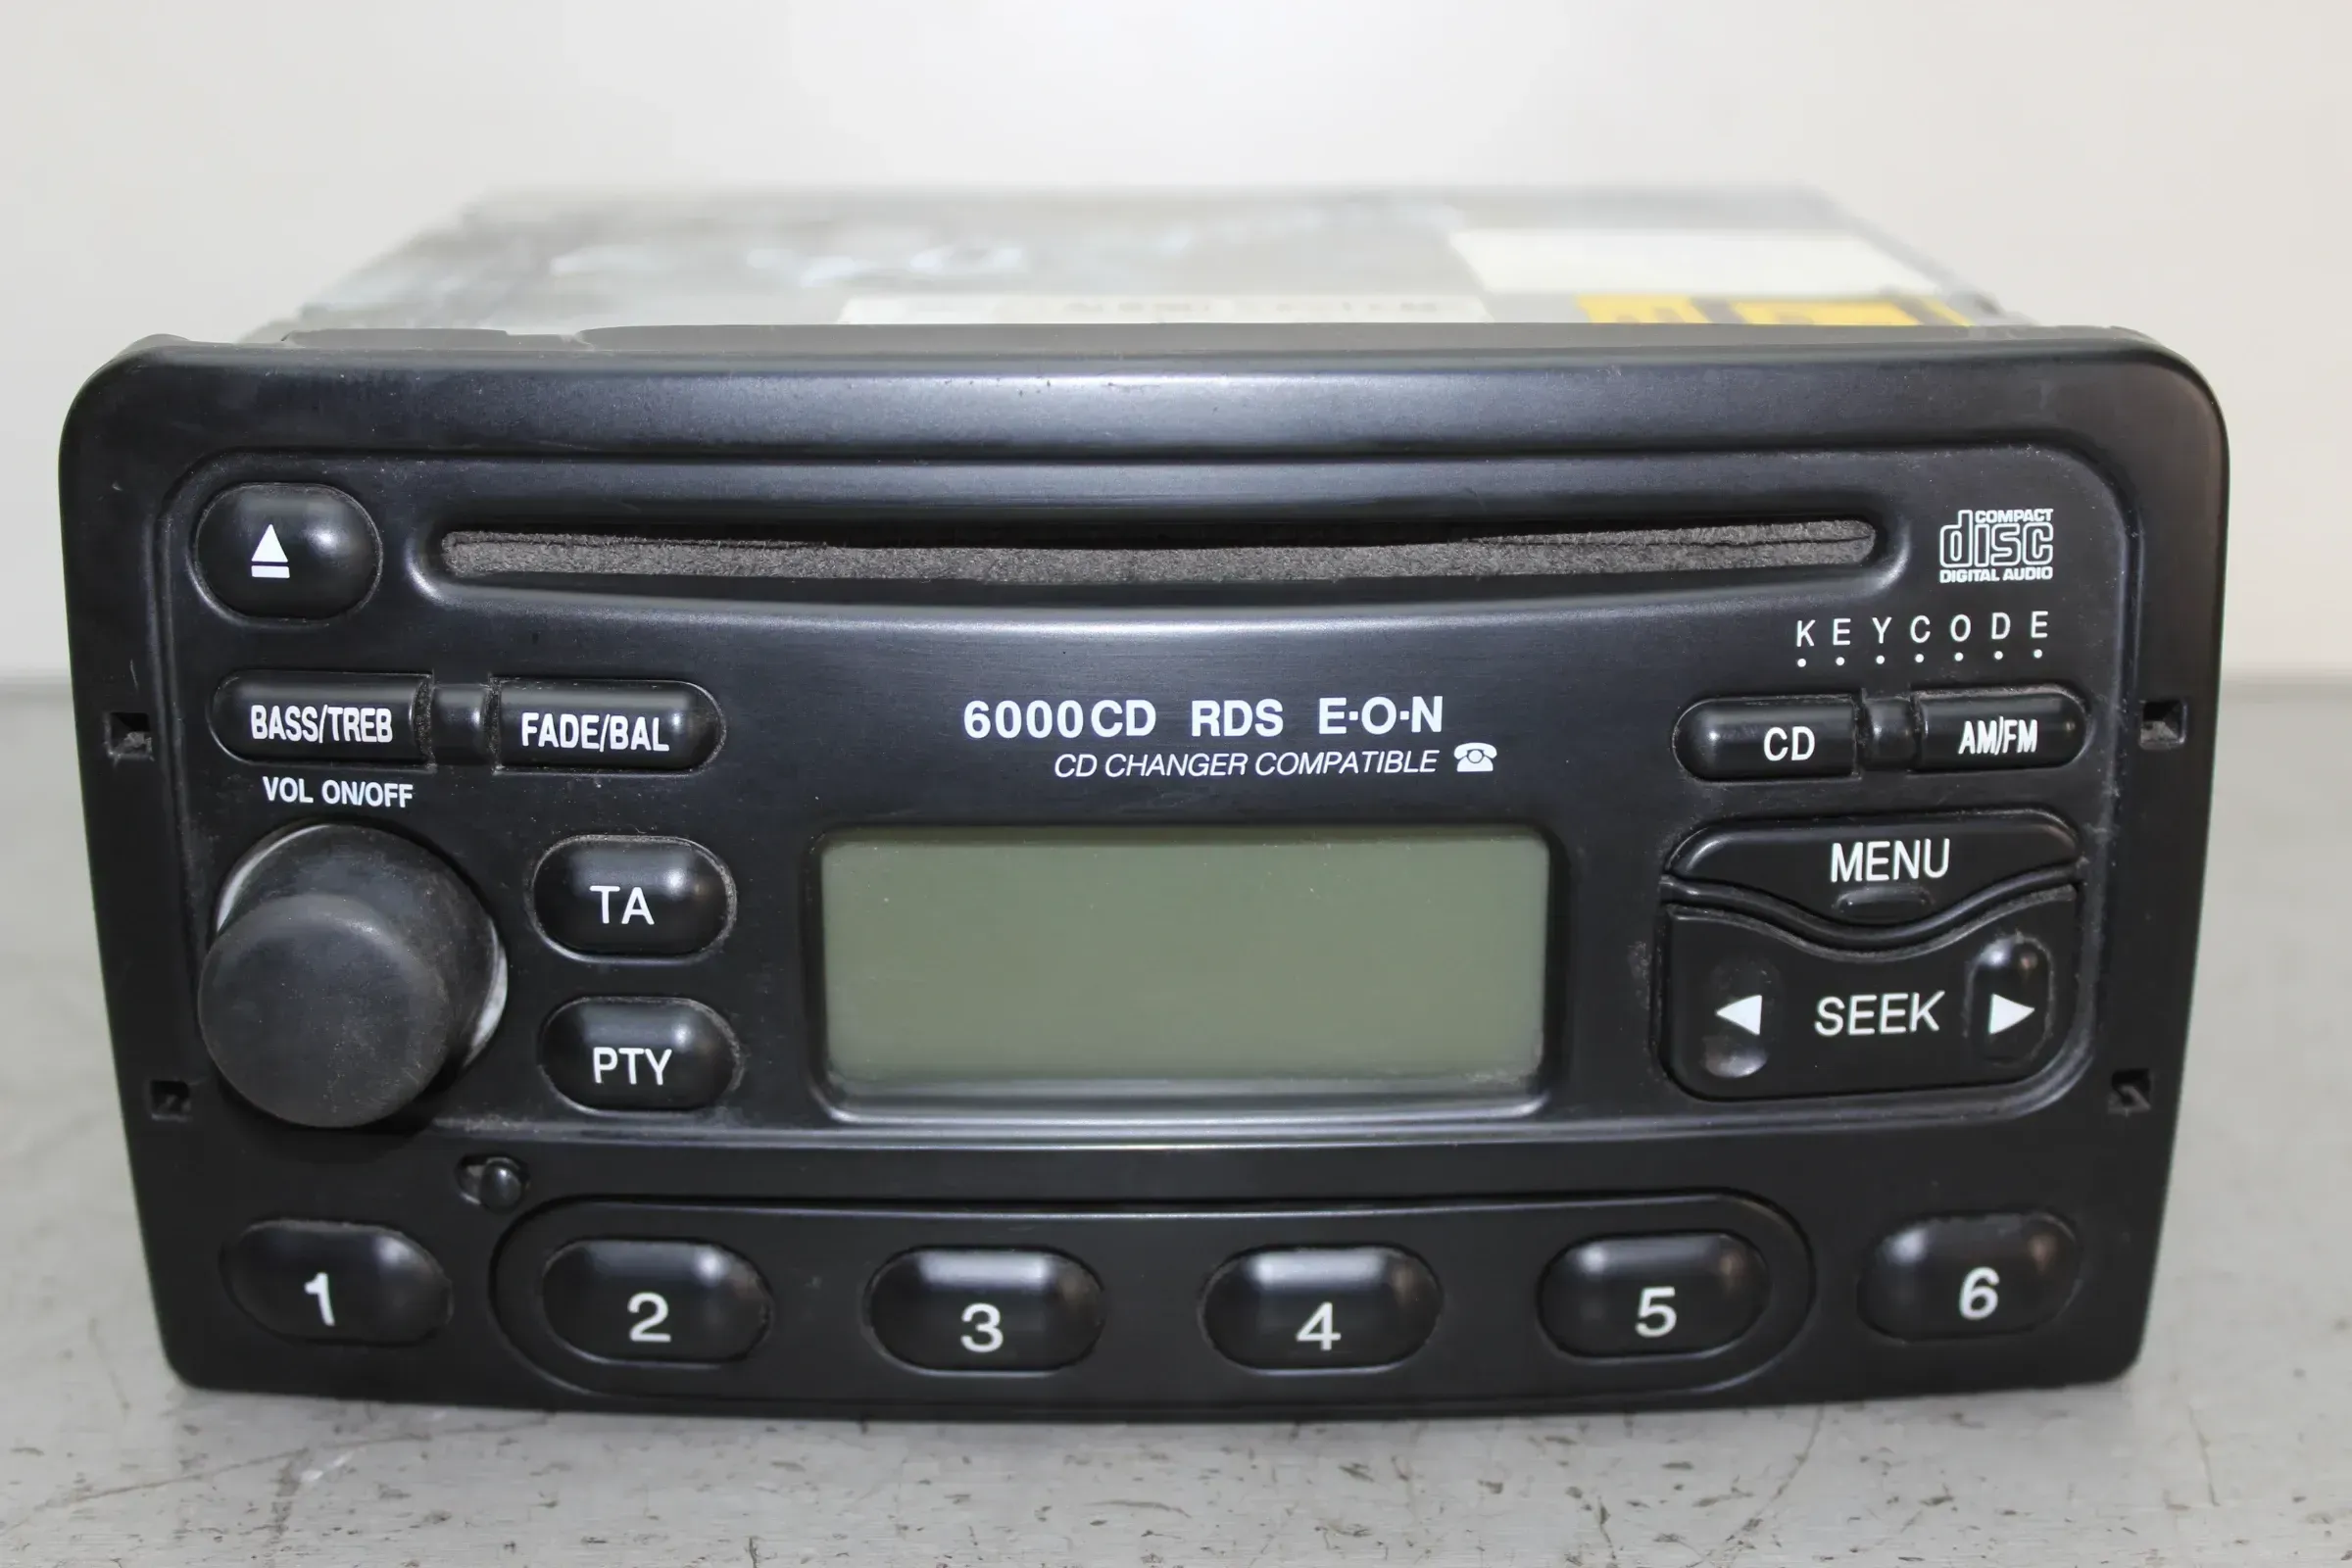 COMPACT
disc
DIGITAL AUDIO
KEYCODE
BASS/TREB
FADE/BAL
6000CD RDS E·O·N
CD CHANGER COMPATIBLE
CD
AM/FM
VOL ON/OFF
MENU
TA
SEEK
PTY
1
2
3
4
5
6